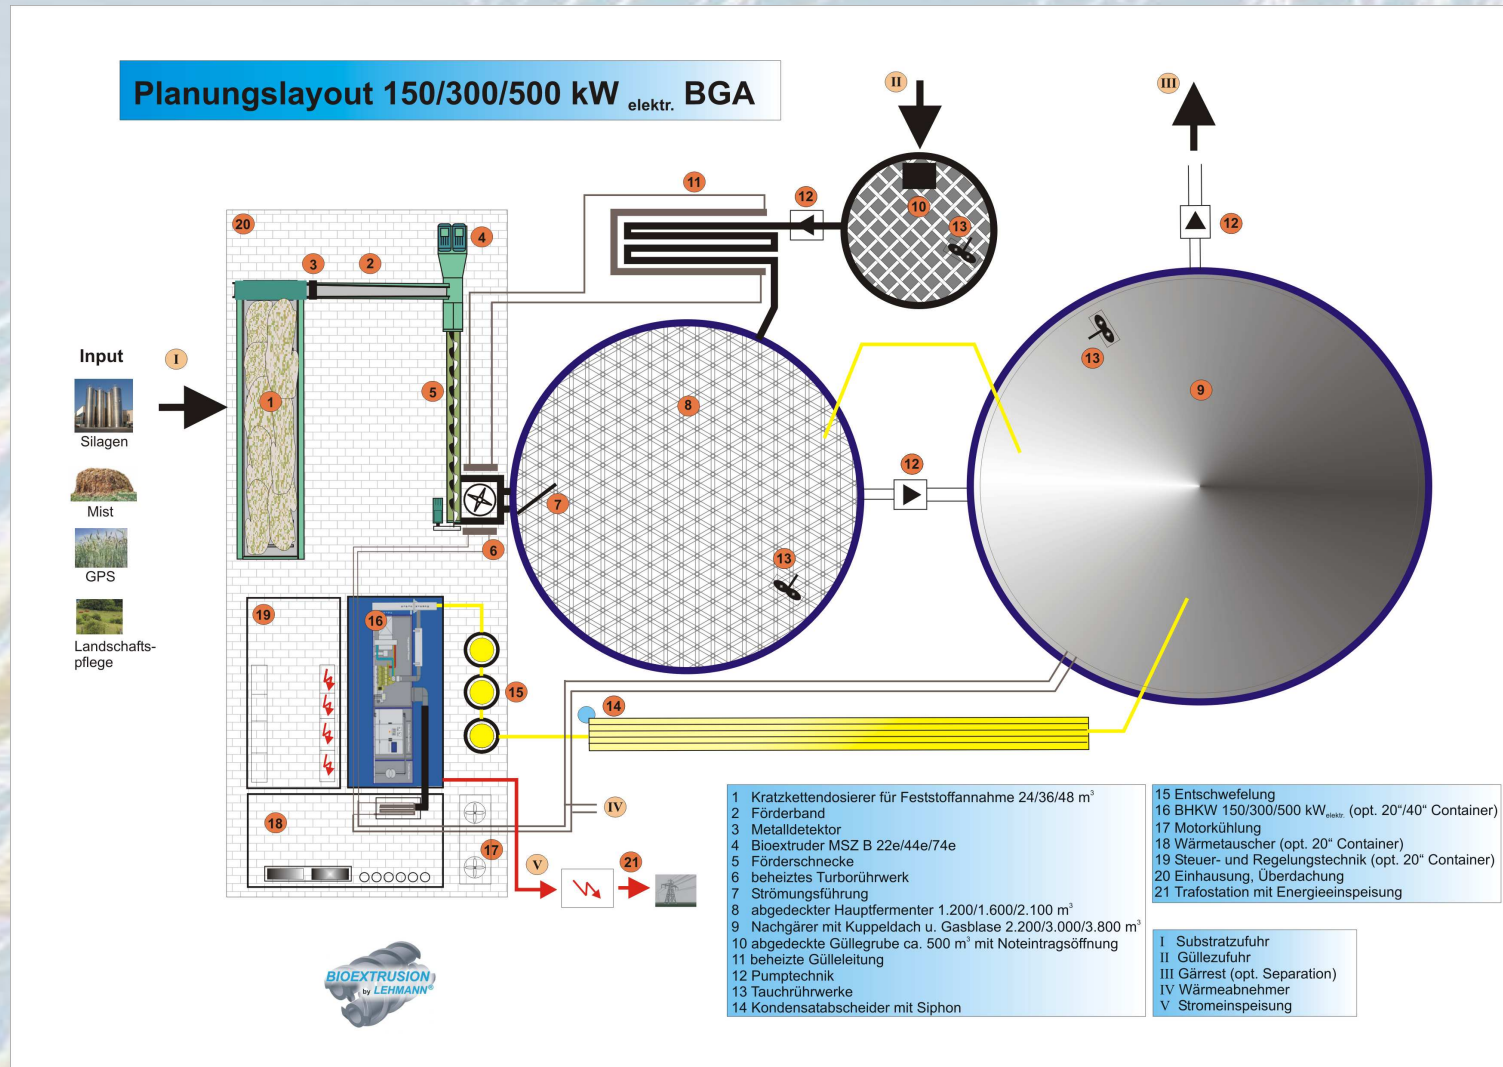 Planungslayout 150/300/500 kW elektr. BGA
II
III
11
12
10
13
12
20
4
3
2
Input
I
Silagen
1
5
8
13
9
Mist
12
7
GPS
6
13
Landschafts-
pflege
19
16
15
14
IV
18
17
V
21
1 Kratzkettendosierer für Feststoffannahme 24/36/48 m³
2 Förderband
3 Metalldetektor
4 Bioextruder MSZ B 22e/44e/74e
5 Förderschnecke
6 beheiztes Turborührwerk
7 Strömungsführung
8 abgedeckter Hauptfermenter 1.200/1.600/2.100 m³
9 Nachgärer mit Kuppeldach u. Gasblase 2.200/3.000/3.800 m³
10 abgedeckte Güllegrube ca. 500 m³ mit Noteintragsöffnung
11 beheizte Gülleleitung
12 Pumptechnik
13 Tauchrührwerke
14 Kondensatabscheider mit Siphon
15 Entschwefelung
16 BHKW 150/300/500 kW elektr. (opt. 20“/40“ Container)
17 Motorkühlung
18 Wärmetauscher (opt. 20“ Container)
19 Steuer- und Regelungstechnik (opt. 20“ Container)
20 Einhausung, Überdachung
21 Trafostation mit Energieeinspeisung
I Substratzufuhr
II Güllezufuhr
III Gärrest (opt. Separation)
IV Wärmeabnehmer
V Stromeinspeisung
BIOEXTRUSION
by LEHMANN®